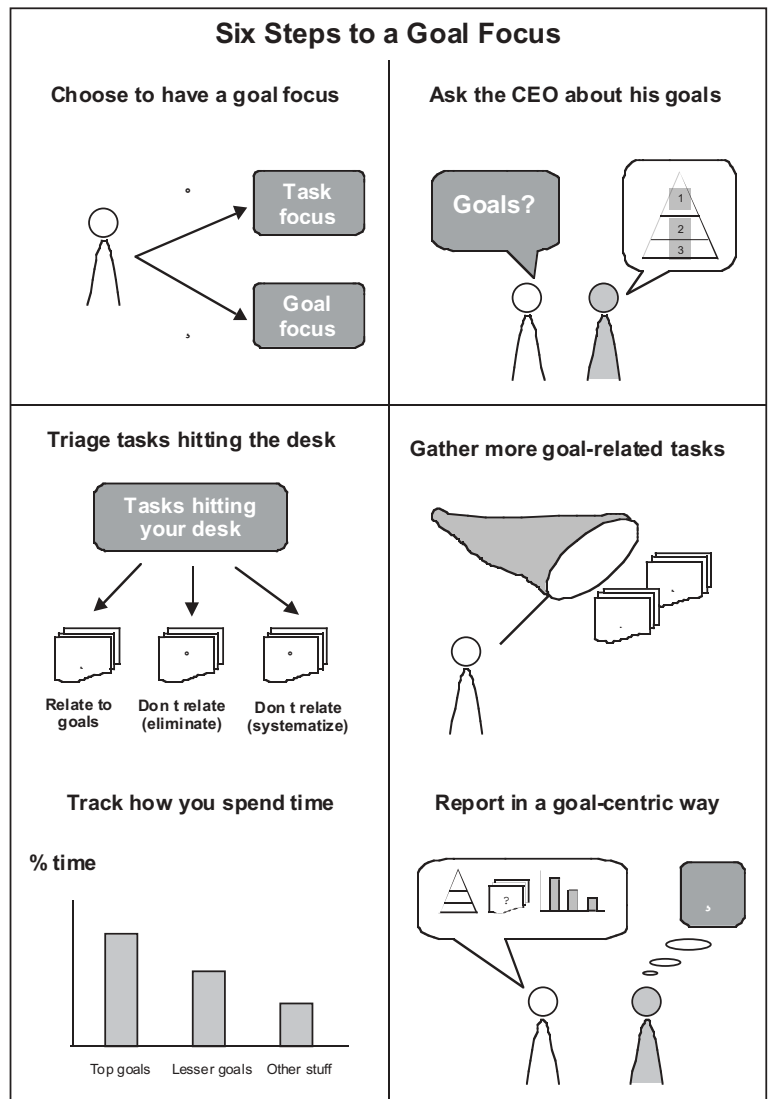 Six Steps to a Goal Focus
Choose to have a goal focus
Task
focus
Goal
focus
Ask the CEO about his goals
Goals?
1
2
3
Triage tasks hitting the desk
Tasks hitting
your desk
Relate to
goals
Don t relate
(eliminate)
Don t relate
(systematize)
Gather more goal-related tasks
Track how you spend time
% time
Top goals
Lesser goals
Other stuff
Report in a goal-centric way
?